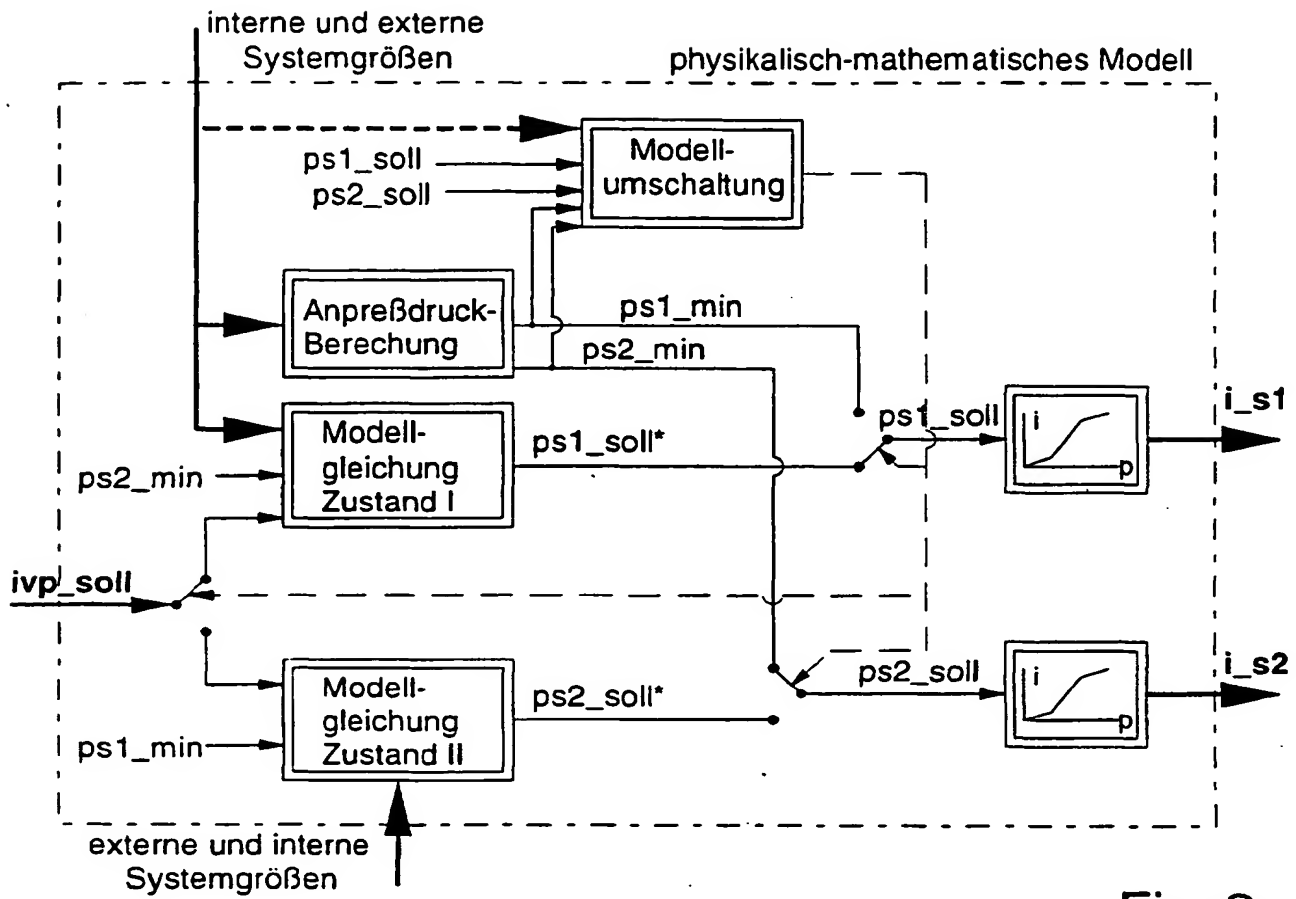 interne und externe
Systemgrößen
physikalisch-mathematisches Modell
ps1_soll
ps2_soll
Modell-
umschaltung
Anpreßdruck-
Berechung
ps1_min
ps2_min
Modell-
gleichung
Zustand I
ps2_min
ps1_soll*
ps1_soll
i
p
i_s1
ivp_soll
Modell-
gleichung
Zustand II
ps1_min
ps2_soll*
ps2_soll
i
p
i_s2
externe und interne
Systemgrößen